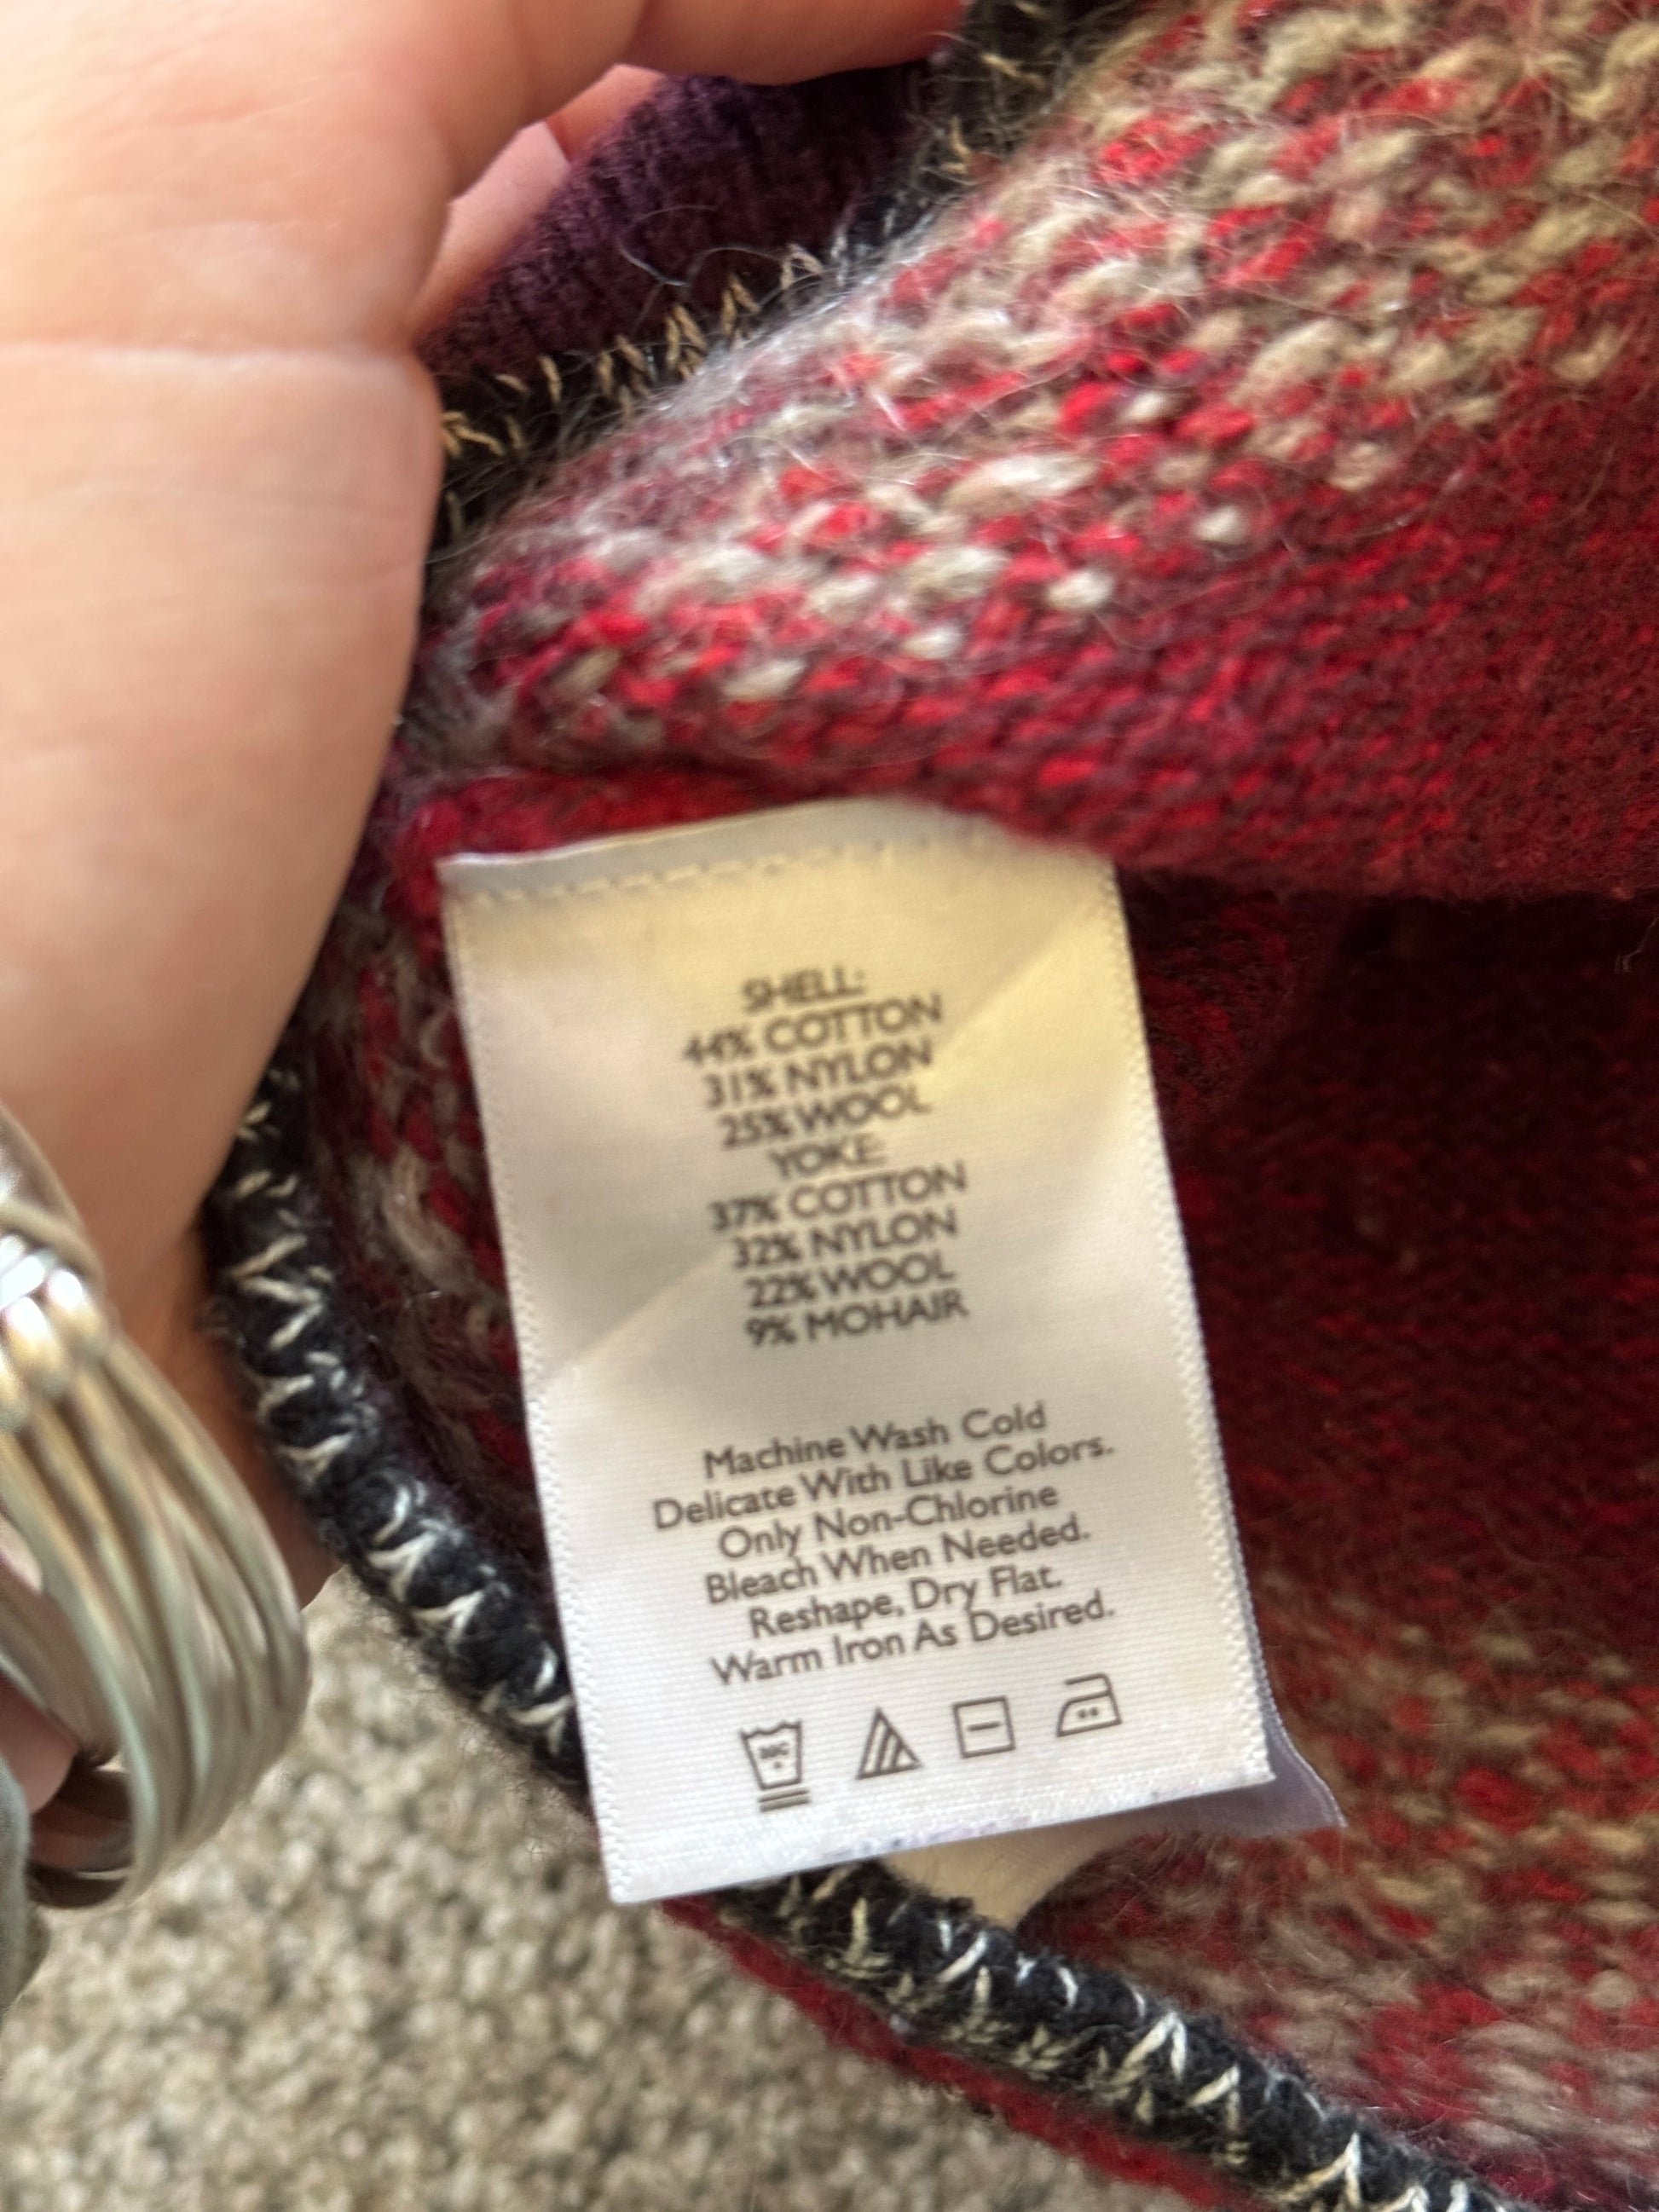 SHELL:
44% COTTON
31% NYLON
25% WOOL
YOKE:
37% COTTON
32% NYLON
22% WOOL
9% MOHAIR
Machine Wash Cold
Delicate With Like Colors.
Only Non-Chlorine
Bleach When Needed.
Reshape, Dry Flat.
Warm Iron As Desired.